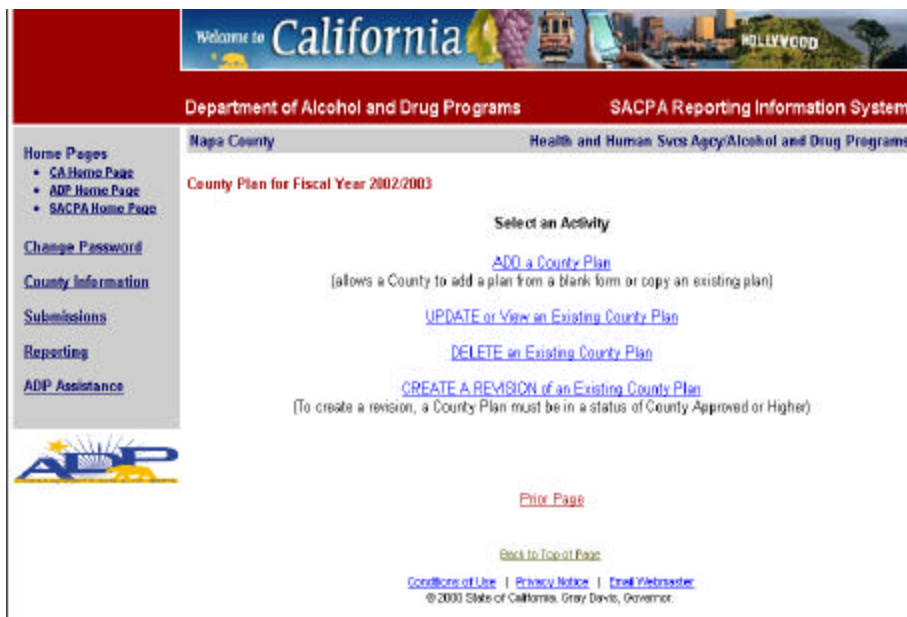 Welcome to California
HOLLYWOOD
Department of Alcohol and Drug Programs SACPA Reporting Information System
Napa County Health and Human Svcs Agcy/Alcohol and Drug Programs
Home Pages
• CA Home Page
• ADP Home Page
• SACPA Home Page
Change Password
County Information
Submissions
Reporting
ADP Assistance
ADP
County Plan for Fiscal Year 2002/2003
Select an Activity
ADD a County Plan
(allows a County to add a plan from a blank form or copy an existing plan)
UPDATE or View an Existing County Plan
DELETE an Existing County Plan
CREATE A REVISION of an Existing County Plan
(To create a revision, a County Plan must be in a status of County Approved or Higher)
Prior Page
Back to Top of Page
Conditions of Use | Privacy Notice | Email Webmaster
© 2000 State of California. Gray Davis, Governor.